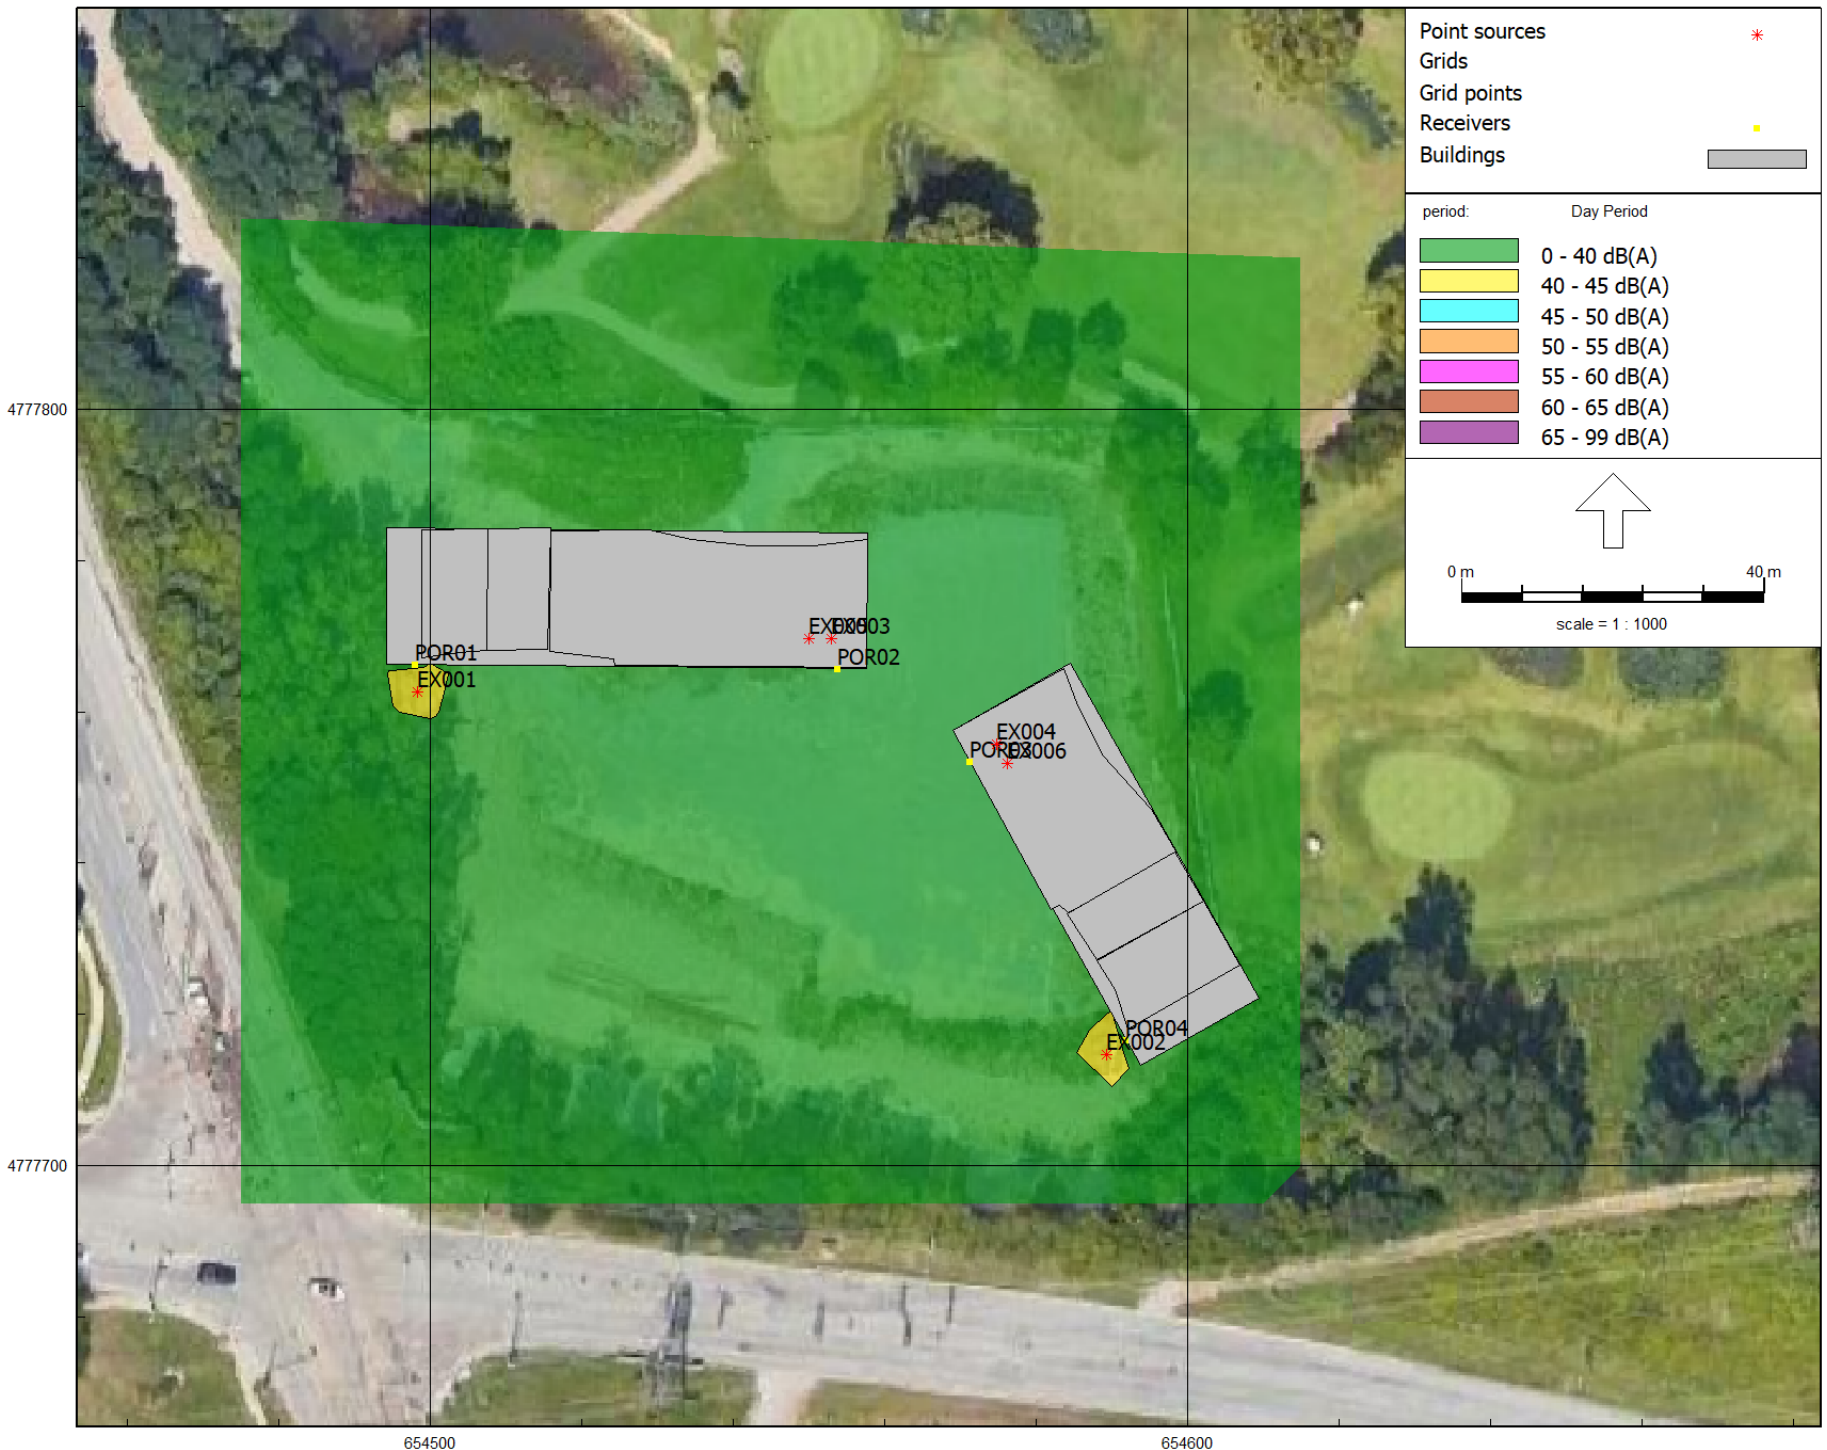 Point sources
Grids
Grid points
Receivers
Buildings
period: Day Period
0 - 40 dB(A)
40 - 45 dB(A)
45 - 50 dB(A)
50 - 55 dB(A)
55 - 60 dB(A)
60 - 65 dB(A)
65 - 99 dB(A)
0 m 40 m
scale = 1 : 1000
4777800
EX003
POR01
POR02
EX001
EX004
EX006
POR04
EX002
4777700
654500 654600